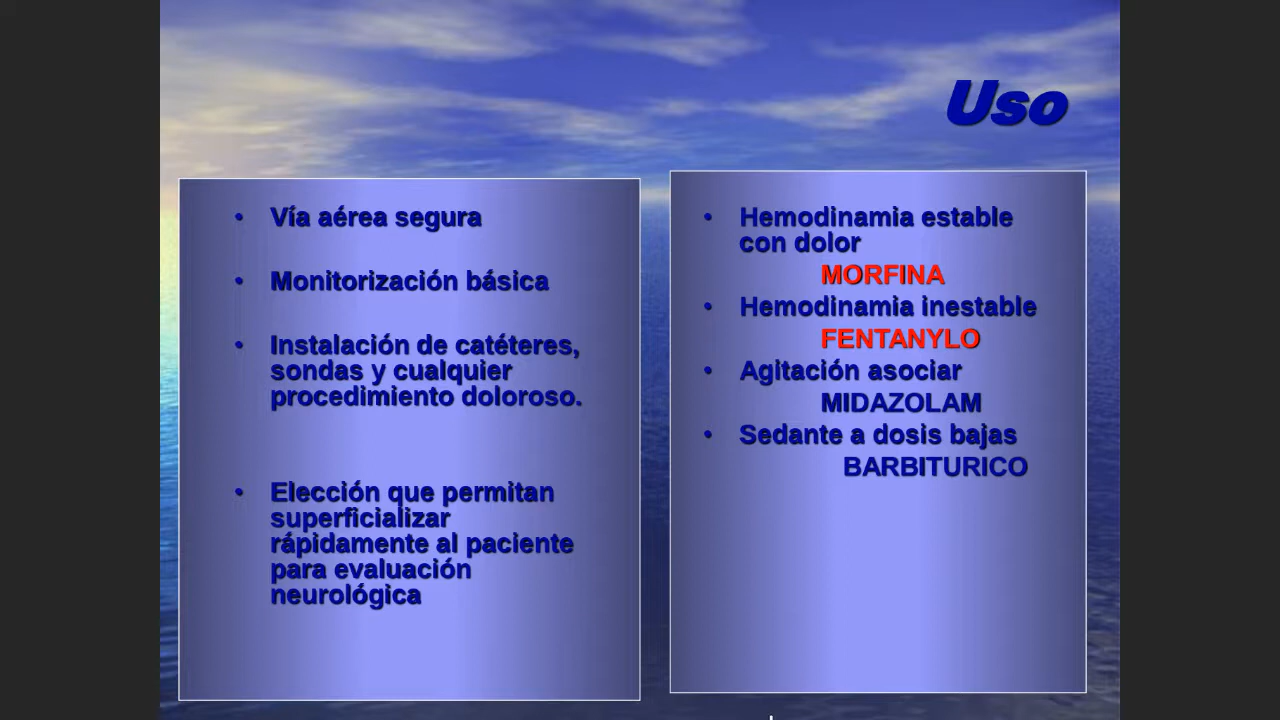 Uso
• Vía aérea segura
• Monitorización básica
• Instalación de catéteres,
sondas y cualquier
procedimiento doloroso.
• Elección que permitan
superficializar
rápidamente al paciente
para evaluación
neurológica
• Hemodinamia estable
con dolor
MORFINA
• Hemodinamia inestable
FENTANYLO
• Agitación asociar
MIDAZOLAM
• Sedante a dosis bajas
BARBITURICO